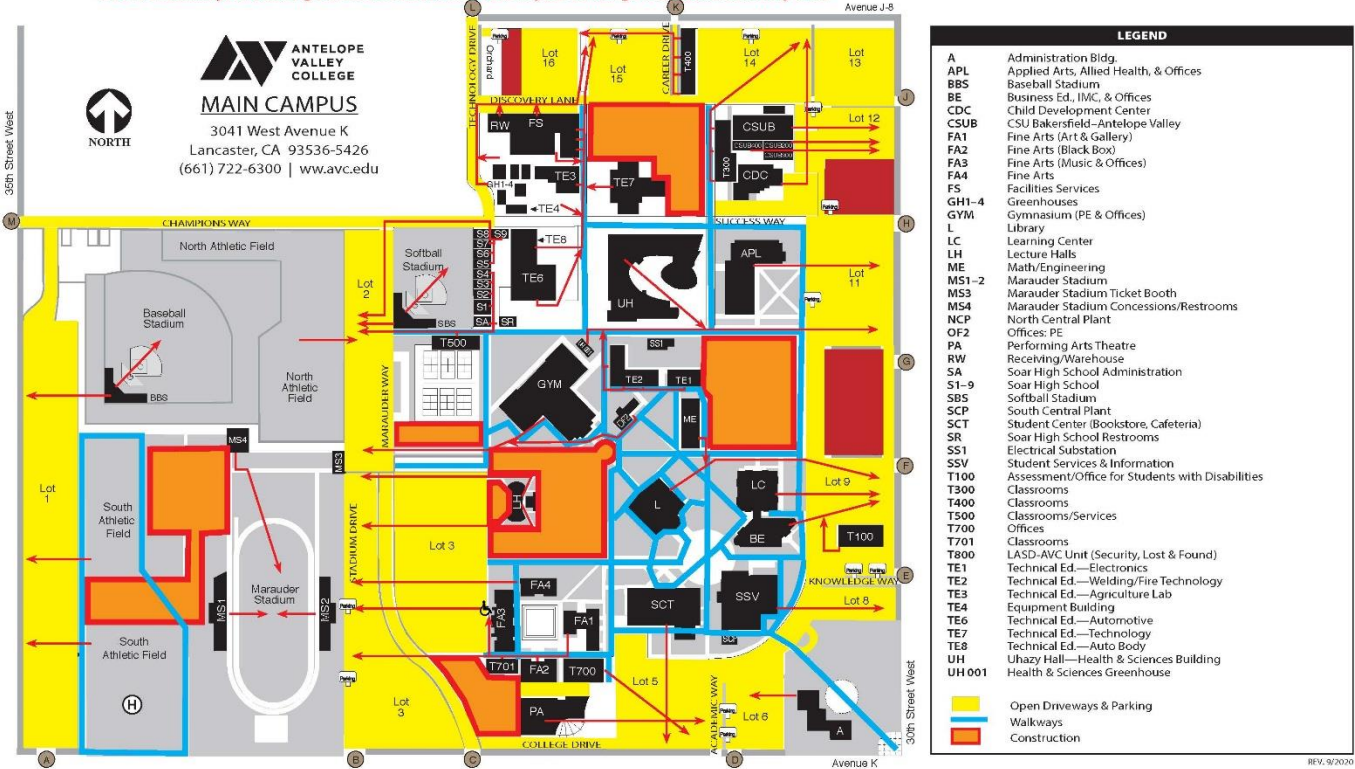 Avenue J-8
ANTELOPE
VALLEY
COLLEGE
MAIN CAMPUS
3041 West Avenue K
Lancaster, CA 93536-5426
(661) 722-6300 | ww.avc.edu
NORTH
35th Street West
L
K
TECHNOLOGY DRIVE
Orchard
Parking
Lot
16
Parking
Lot
15
CAREER DRIVE
T400
Parking
Lot
14
Lot
13
J
DISCOVERY LANE
RW
FS
CSUB
Lot 12
T300
CDC
GH1-4
TE3
TE4
TE7
Parking
M
CHAMPIONS WAY
SUCCESS WAY
H
North Athletic Field
Softball
Stadium
S8
S9
S7
S6
S5
S4
S3
S2
S1
SA
SR
TE8
TE6
UH
APL
Lot
11
Parking
Lot
2
SBS
Baseball
Stadium
BBS
North
Athletic
Field
T500
MARAUDER WAY
GYM
SS1
TE2
TE1
ME
OF2
G
MS4
MS3
F
Lot
1
South
Athletic
Field
LH
L
LC
BE
Lot 9
T100
STADIUM DRIVE
Lot 3
Marauder
Stadium
MS1
MS2
Parking
E
KNOWLEDGE WAY
FA4
FA3
FA1
SCT
SSV
SCP
Lot 8
South
Athletic Field
H
T701
FA2
T700
Lot 5
Lot
3
PA
ACADEMIC WAY
Lot 6
A
COLLEGE DRIVE
30th Street West
Avenue K
A
B
C
D
LEGEND
A Administration Bldg.
APL Applied Arts, Allied Health, & Offices
BBS Baseball Stadium
BE Business Ed., IMC, & Offices
CDC Child Development Center
CSUB CSU Bakersfield–Antelope Valley
FA1 Fine Arts (Art & Gallery)
FA2 Fine Arts (Black Box)
FA3 Fine Arts (Music & Offices)
FA4 Fine Arts
FS Facilities Services
GH1–4 Greenhouses
GYM Gymnasium (PE & Offices)
L Library
LC Learning Center
LH Lecture Halls
ME Math/Engineering
MS1–2 Marauder Stadium
MS3 Marauder Stadium Ticket Booth
MS4 Marauder Stadium Concessions/Restrooms
NCP North Central Plant
OF2 Offices: PE
PA Performing Arts Theatre
RW Receiving/Warehouse
SA Soar High School Administration
S1–9 Soar High School
SBS Softball Stadium
SCP South Central Plant
SCT Student Center (Bookstore, Cafeteria)
SR Soar High School Restrooms
SS1 Electrical Substation
SSV Student Services & Information
T100 Assessment/Office for Students with Disabilities
T300 Classrooms
T400 Classrooms
T500 Classrooms/Services
T700 Offices
T701 Classrooms
T800 LASD-AVC Unit (Security, Lost & Found)
TE1 Technical Ed.—Electronics
TE2 Technical Ed.—Welding/Fire Technology
TE3 Technical Ed.—Agriculture Lab
TE4 Equipment Building
TE6 Technical Ed.—Automotive
TE7 Technical Ed.—Technology
TE8 Technical Ed.—Auto Body
UH Uhazy Hall—Health & Sciences Building
UH 001 Health & Sciences Greenhouse
Open Driveways & Parking
Walkways
Construction
REV. 9/2020